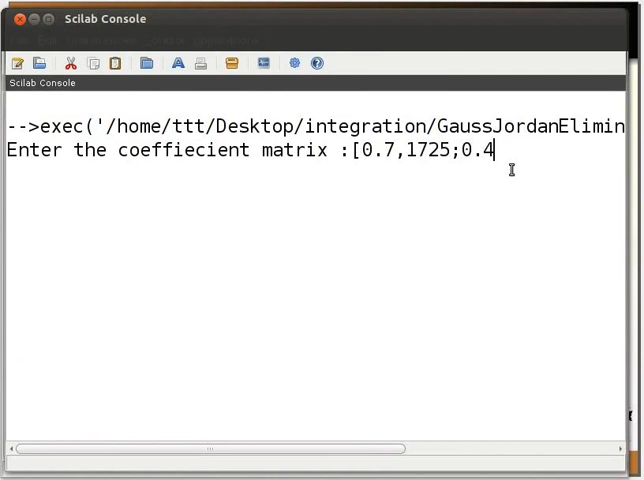 Scilab Console
Scilab Console
-->exec('/home/ttt/Desktop/integration/GaussJordanElimin
Enter the coeffiecient matrix :[0.7,1725;0.4